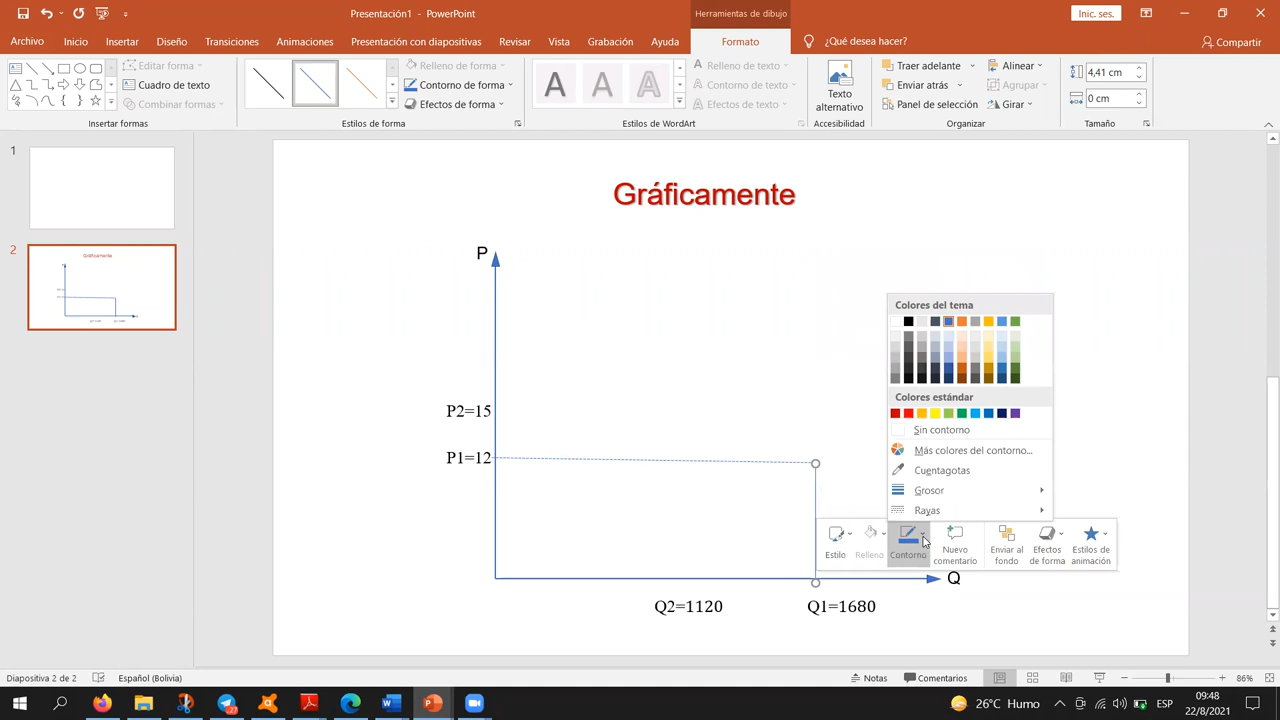 Presentación1 - PowerPoint
Herramientas de dibujo
Inic. ses.
Archivo
Inicio
Insertar
Diseño
Transiciones
Animaciones
Presentación con diapositivas
Revisar
Vista
Grabación
Ayuda
Formato
¿Qué desea hacer?
Compartir
Editar forma
Cuadro de texto
Combinar formas
Insertar formas
Relleno de forma
Contorno de forma
Efectos de forma
Estilos de forma
A A A
Relleno de texto
Contorno de texto
Efectos de texto
Estilos de WordArt
Texto
alternativo
Accesibilidad
Traer adelante
Enviar atrás
Panel de selección
Alinear
Agrupar
Girar
Organizar
4,41 cm
0 cm
Tamaño
1
2
Gráficamente
Gráficamente
P
P2=15
P1=12
Q2=1120
Q1=1680
Q
Colores del tema
Colores estándar
Sin contorno
Más colores del contorno...
Cuentagotas
Grosor
Rayas
Estilo
Relleno
Contorno
Nuevo
comentario
Enviar al
fondo
Efectos
de forma
Estilos de
animación
Diapositiva 2 de 2
Español (Bolivia)
Notas
Comentarios
86%
26°C Humo
ESP
09:48
22/8/2021